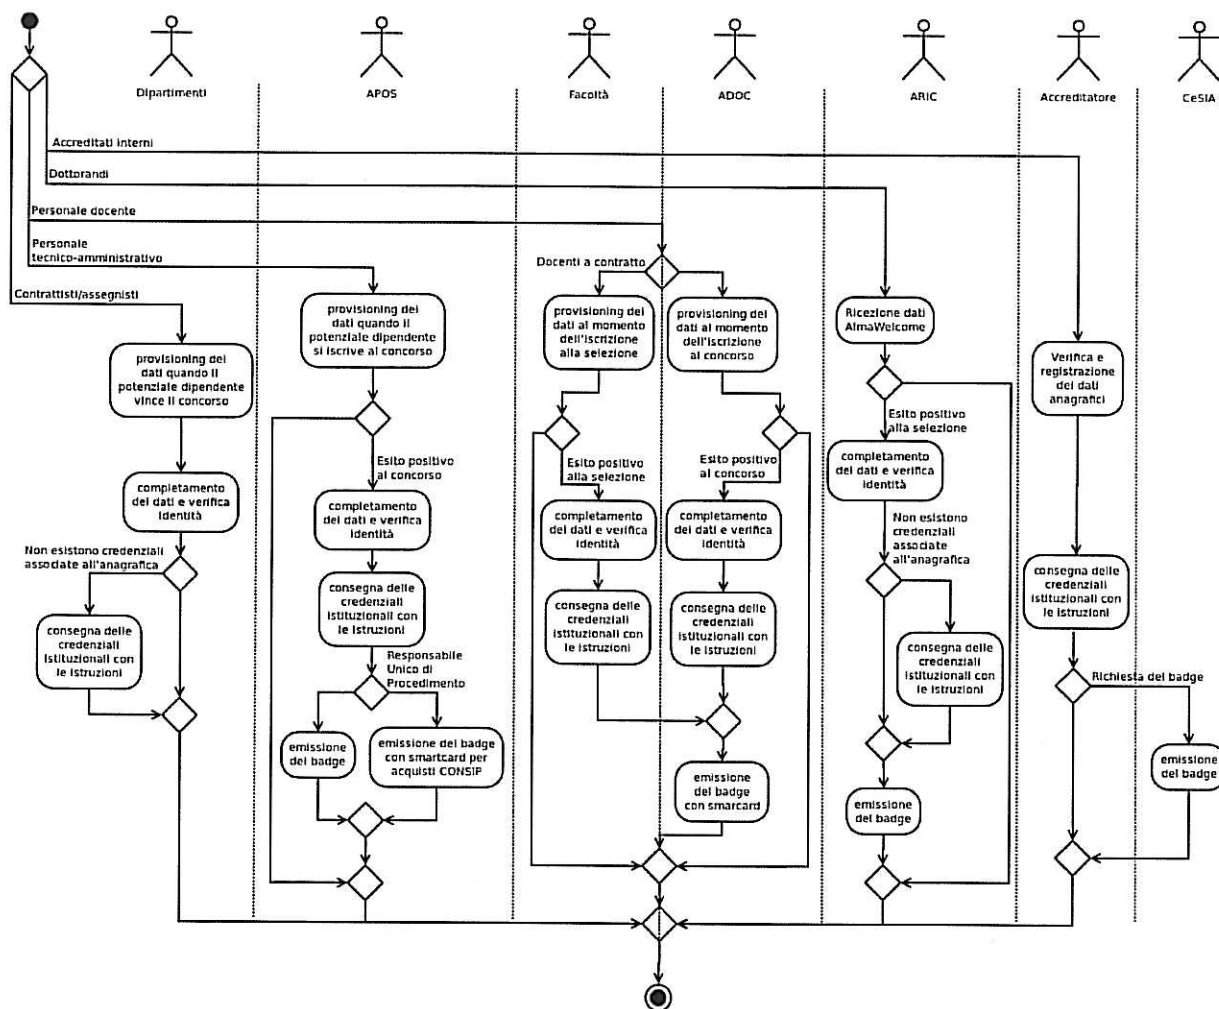 Dipartimenti
APOS
Facoltà
ADOC
ARIC
Accreditatore
CeSIA
Accreditati interni
Dottorandi
Personale docente
Personale
tecnico-amministrativo
Contrattisti/assegnisti
Docenti a contratto
provisioning dei
dati quando il
potenziale dipendente
vince il concorso
completamento
dei dati e verifica
identità
Non esistono credenziali
associate all'anagrafica
consegna delle
credenziali
istituzionali con
le istruzioni
provisioning dei
dati quando il
potenziale dipendente
si iscrive al concorso
Esito positivo
al concorso
completamento
dei dati e verifica
identità
consegna delle
credenziali
istituzionali con
le istruzioni
Responsabile
Unico di
Procedimento
emissione
del badge
emissione del badge
con smartcard per
acquisti CONSIP
provisioning dei
dati al momento
dell'iscrizione
alla selezione
Esito positivo
alla selezione
completamento
dei dati e verifica
identità
consegna delle
credenziali
istituzionali con
le istruzioni
provisioning dei
dati al momento
dell'iscrizione
al concorso
Esito positivo
al concorso
completamento
dei dati e verifica
identità
consegna delle
credenziali
istituzionali con
le istruzioni
emissione
del badge
con smarcard
Ricezione dati
AlmaWelcome
Esito positivo
alla selezione
completamento
dei dati e verifica
identità
Non esistono
credenziali
associate
all'anagrafica
consegna delle
credenziali
istituzionali con
le istruzioni
emissione
del badge
Verifica e
registrazione
dei dati
anagrafici
consegna delle
credenziali
istituzionali con
le istruzioni
Richiesta del badge
emissione
del badge